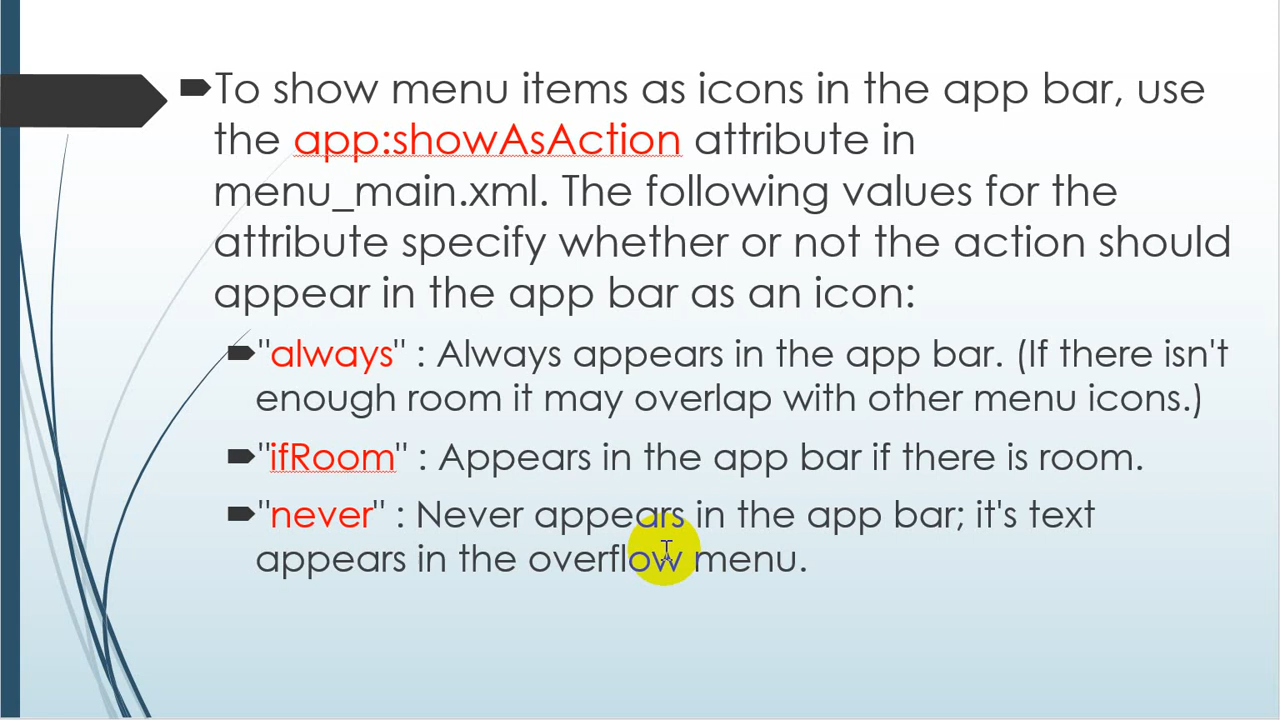 To show menu items as icons in the app bar, use
the app:showAsAction attribute in
menu_main.xml. The following values for the
attribute specify whether or not the action should
appear in the app bar as an icon:
"always" : Always appears in the app bar. (If there isn't
enough room it may overlap with other menu icons.)
"ifRoom" : Appears in the app bar if there is room.
"never" : Never appears in the app bar; it's text
appears in the overflow menu.